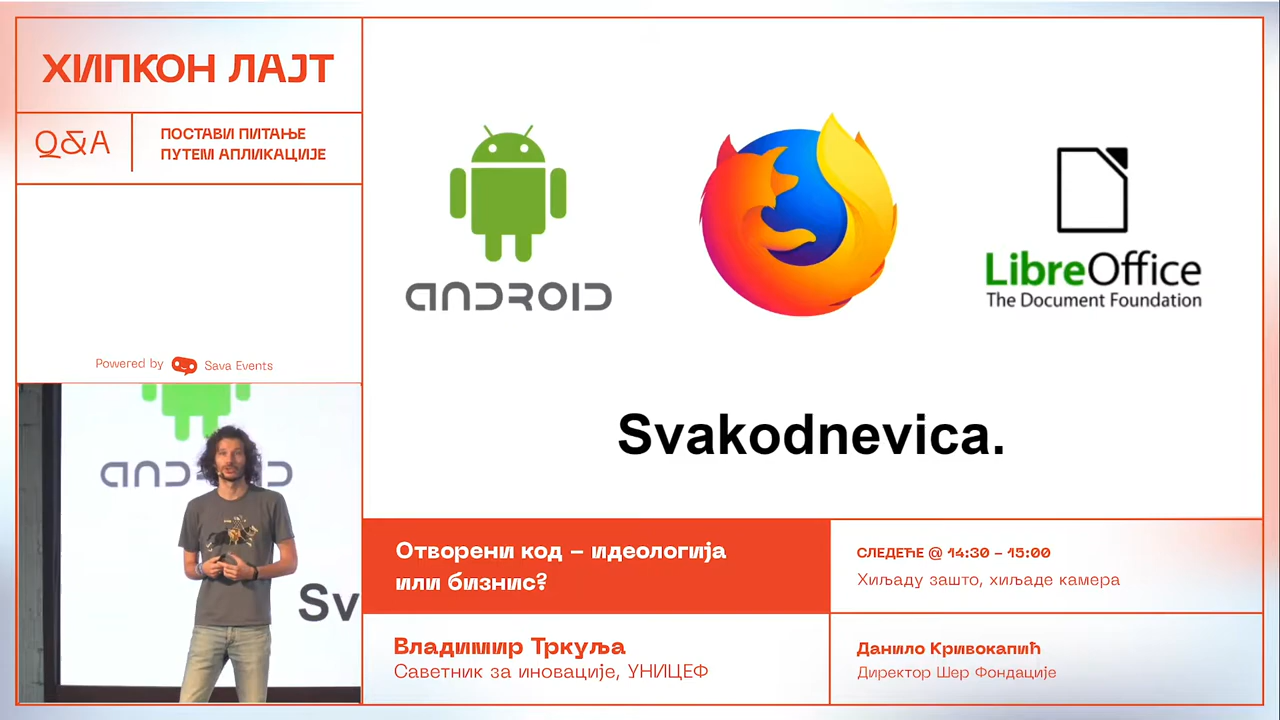 ХИПКОН ЛАЈТ
Q&A
ПОСТАВИ ПИТАЊЕ
ПУТЕМ АПЛИКАЦИЈЕ
Powered by Sava Events
ANDROID
LibreOffice
The Document Foundation
Svakodnevica.
ANDROID
Sv
Отворени код – идеологија
или бизнис?
Владимир Тркуља
Саветник за иновације, УНИЦЕФ
СЛЕДЕЋЕ @ 14:30 – 15:00
Хиљаду зашто, хиљаде камера
Данило Кривокапић
Директор Шер Фондације